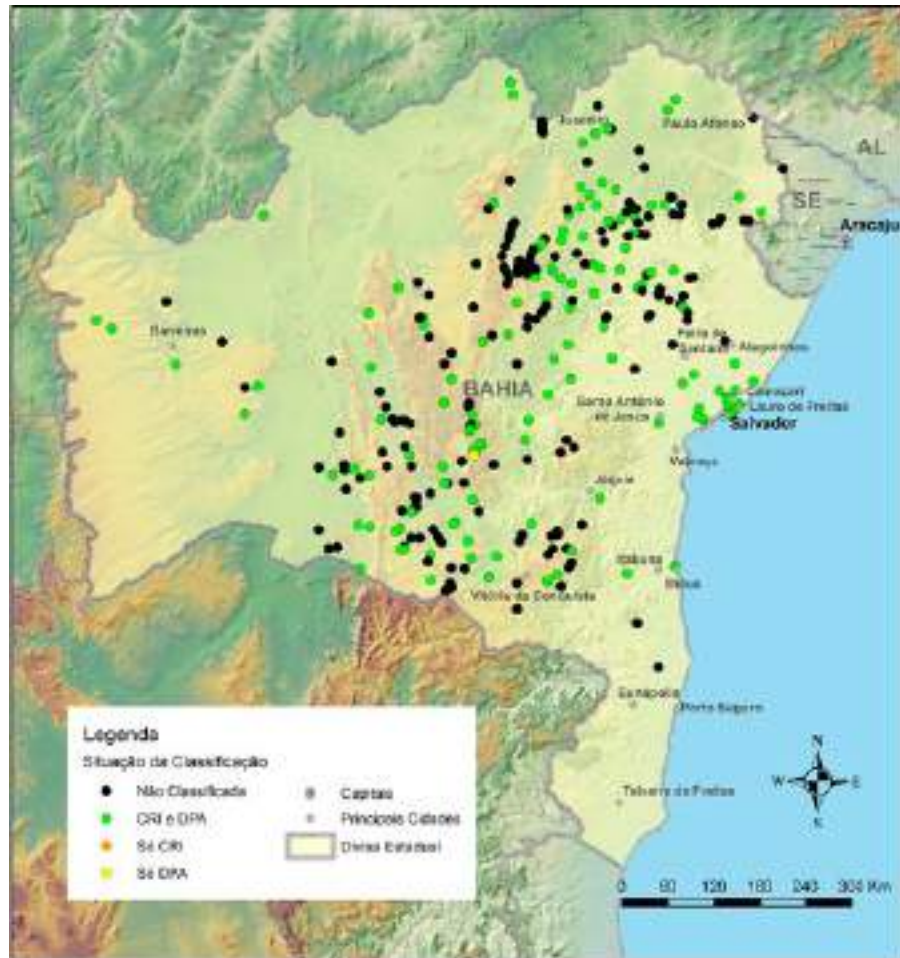 Juazeiro
Paulo Afonso
AL
SE
Aracaju
Barreiras
Feira de
Santana
Alagoinhas
BAHIA
Camaçari
Santo Antônio
de Jesus
Lauro de Freitas
Salvador
Valença
Jequié
Itabuna
Ilhéus
Vitória da Conquista
Eunápolis
Porto Seguro
Teixeira de Freitas
Legenda
Situação da Classificação
Não Classificada
CRI e DPA
Só CRI
Só DPA
Capitais
Principais Cidades
Divisa Estadual
N
W
E
S
0 60 120 180 240 300 Km